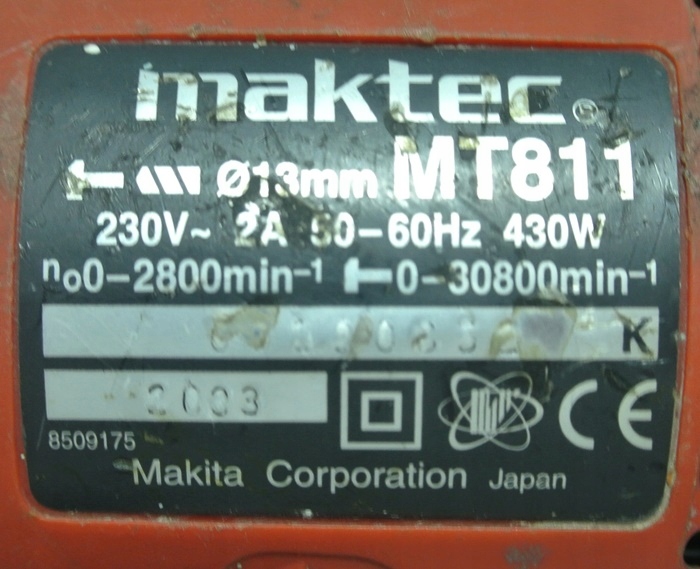 maktec®
Ø13mm MT811
230V~ 2A 50-60Hz 430W
n₀0-2800min⁻¹ 0-30800min⁻¹
K
2003
8509175
CE
Makita Corporation Japan